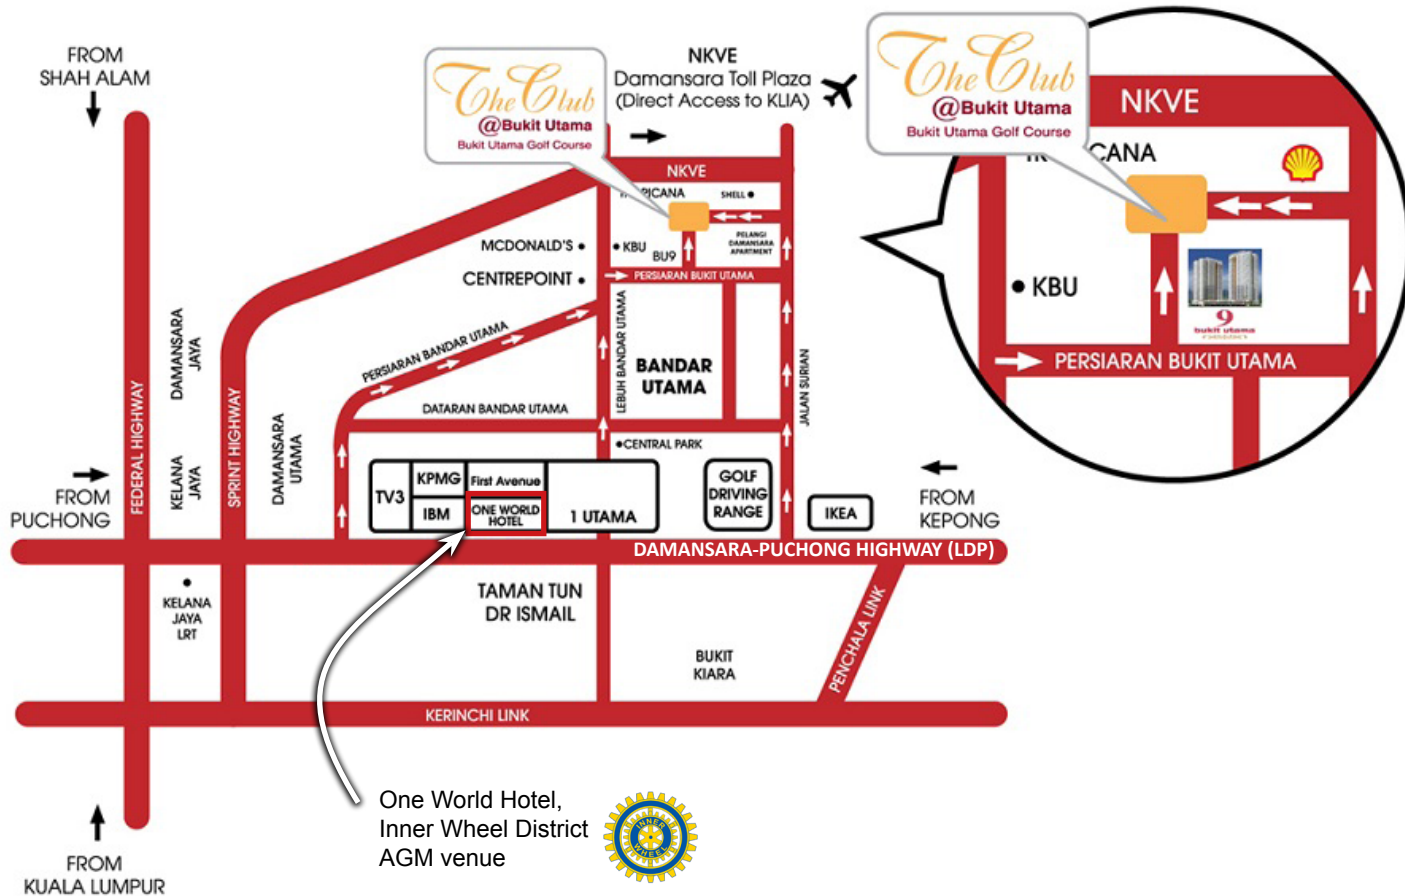 FROM
SHAH ALAM
The Club
@Bukit Utama
Bukit Utama Golf Course
NKVE
Damansara Toll Plaza
(Direct Access to KLIA)
The Club
@Bukit Utama
Bukit Utama Golf Course
NKVE
CANA
KBU
9
bukit utama
PERSIARAN BUKIT UTAMA
NKVE
SHELL
MCDONALD'S
KBU
BU9
PELANGI
DAMANSARA
APARTMENT
CENTREPOINT
PERSIARAN BUKIT UTAMA
DAMANSARA
JAYA
PERSIARAN BANDAR UTAMA
LEBUH BANDAR UTAMA
BANDAR
UTAMA
JALAN SURIAN
FEDERAL HIGHWAY
KELANA
JAYA
SPRINT HIGHWAY
DAMANSARA
UTAMA
DATARAN BANDAR UTAMA
CENTRAL PARK
FROM
PUCHONG
TV3
KPMG
First Avenue
IBM
ONE WORLD
HOTEL
1 UTAMA
GOLF
DRIVING
RANGE
IKEA
FROM
KEPONG
DAMANSARA-PUCHONG HIGHWAY (LDP)
KELANA
JAYA
LRT
TAMAN TUN
DR ISMAIL
BUKIT
KIARA
PENCHALA LINK
KERINCHI LINK
One World Hotel,
Inner Wheel District
AGM venue
INNER
WHEEL
FROM
KUALA LUMPUR